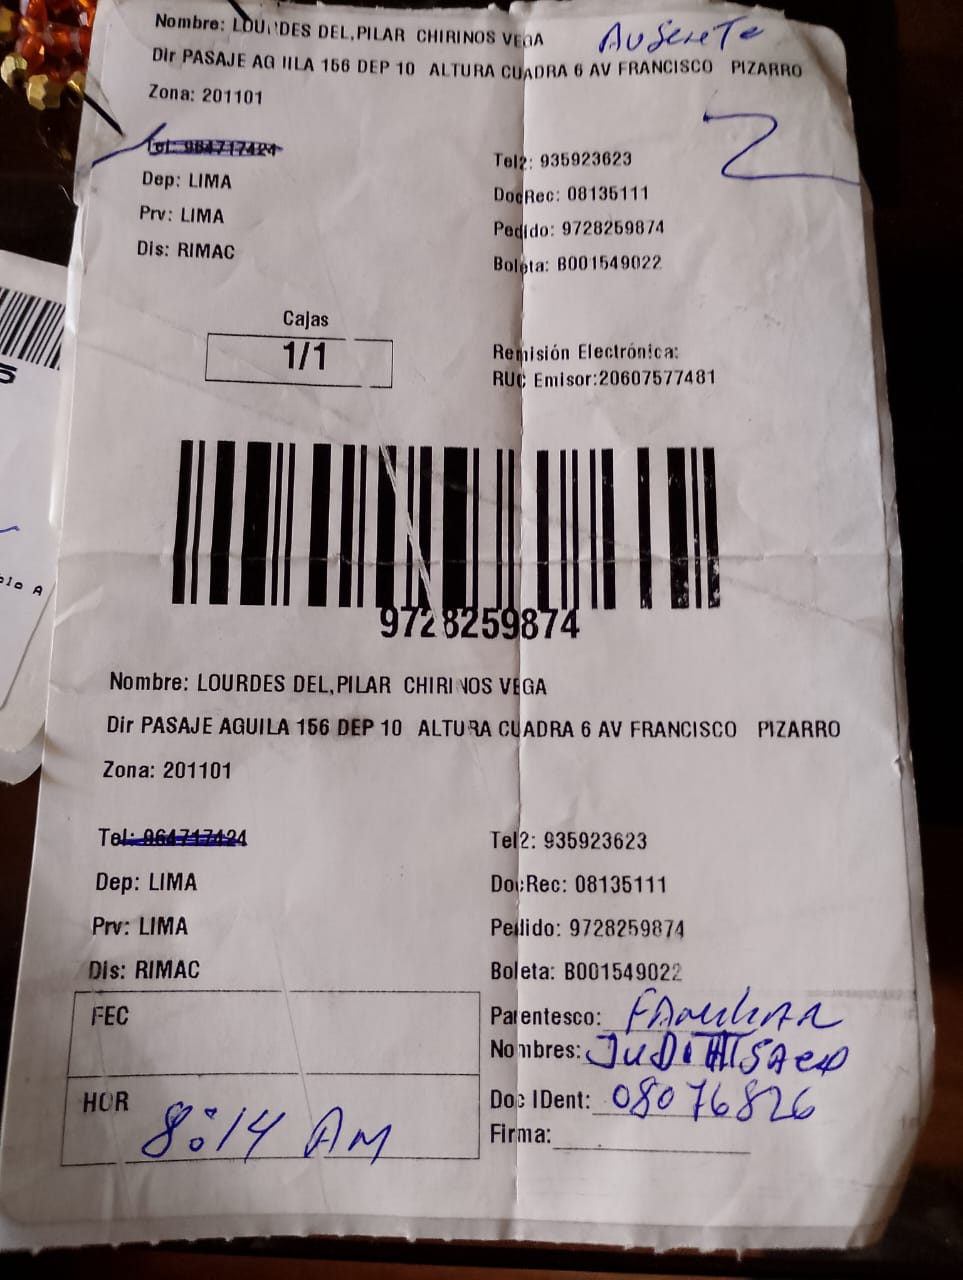 Nombre: LOURDES DEL,PILAR CHIRINOS VEGA
Dir PASAJE AGUILA 156 DEP 10 ALTURA CUADRA 6 AV FRANCISCO PIZARRO
Zona: 201101
Tel: 964717424
Tel2: 935923623
Dep: LIMA
DocRec: 08135111
Prv: LIMA
Pedido: 9728259874
Dis: RIMAC
Boleta: B001549022
Cajas
1/1
Remisión Electrónica:
RUC Emisor:20607577481
9728259874
Nombre: LOURDES DEL,PILAR CHIRINOS VEGA
Dir PASAJE AGUILA 156 DEP 10 ALTURA CUADRA 6 AV FRANCISCO PIZARRO
Zona: 201101
Tel: 964717424
Tel2: 935923623
Dep: LIMA
DocRec: 08135111
Prv: LIMA
Pedido: 9728259874
Dis: RIMAC
Boleta: B001549022
FEC
Parentesco: FAMILIAR
Nombres: JUDITH
HOR
8:14 AM
Doc IDent: 08076826
Firma: